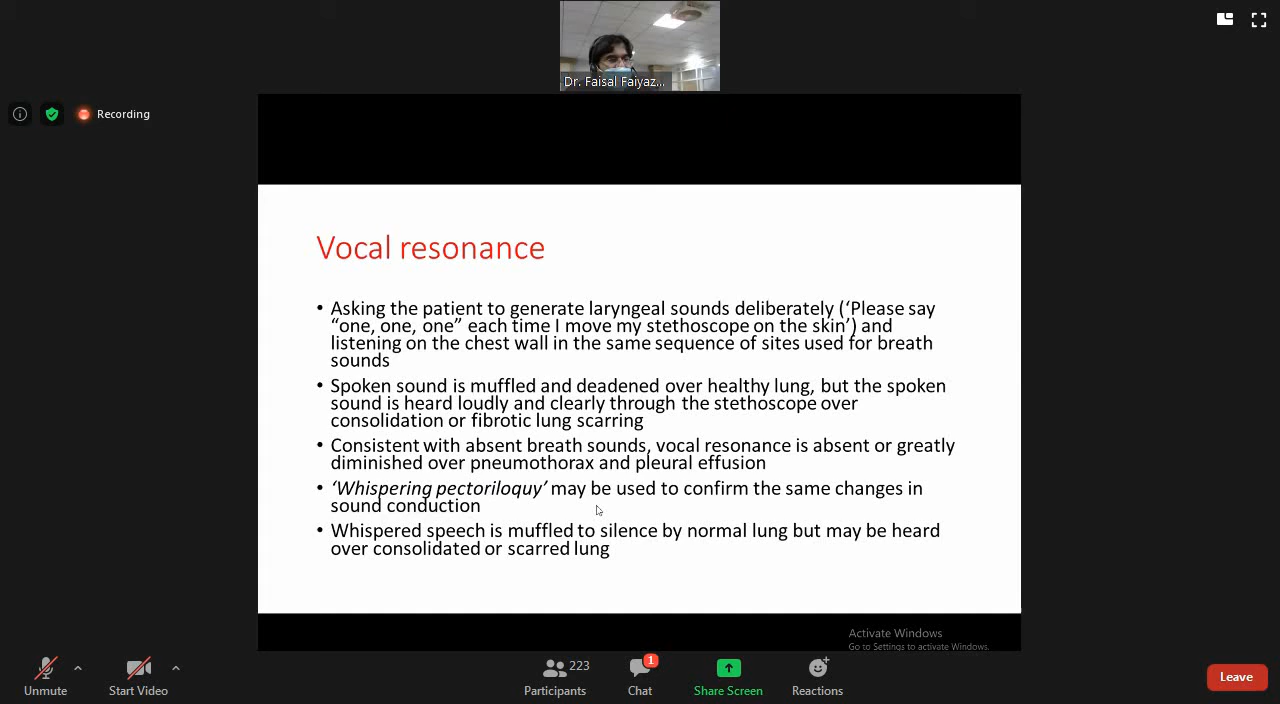 Dr. Faisal Faiyaz...
Recording
Vocal resonance
• Asking the patient to generate laryngeal sounds deliberately (‘Please say
“one, one, one” each time I move my stethoscope on the skin’) and
listening on the chest wall in the same sequence of sites used for breath
sounds
• Spoken sound is muffled and deadened over healthy lung, but the spoken
sound is heard loudly and clearly through the stethoscope over
consolidation or fibrotic lung scarring
• Consistent with absent breath sounds, vocal resonance is absent or greatly
diminished over pneumothorax and pleural effusion
• ‘Whispering pectoriloquy’ may be used to confirm the same changes in
sound conduction
• Whispered speech is muffled to silence by normal lung but may be heard
over consolidated or scarred lung
Activate Windows
Go to Settings to activate Windows.
223
1
Unmute
Start Video
Participants
Chat
Share Screen
Reactions
Leave